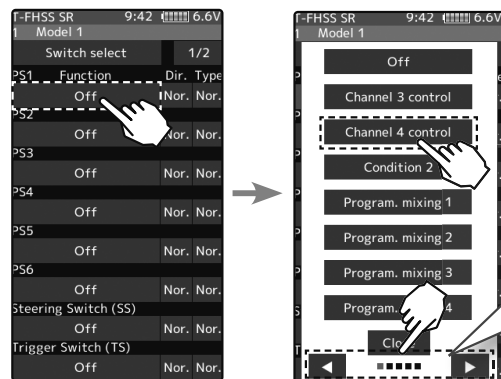 T-FHSS SR 9:42 6.6V
1 Model 1
Switch select 1/2
PS1 Function Dir. Type
Off Nor. Nor.
PS2
Off Nor. Nor.
PS3
Off Nor. Nor.
PS4
Off Nor. Nor.
PS5
Off Nor. Nor.
PS6
Off Nor. Nor.
Steering Switch (SS)
Off Nor. Nor.
Trigger Switch (TS)
Off Nor. Nor.
T-FHSS SR 9:42 6.6V
1 Model 1
Off
Channel 3 control
Channel 4 control
Condition 2
Program. mixing 1
Program. mixing 2
Program. mixing 3
Program. 4